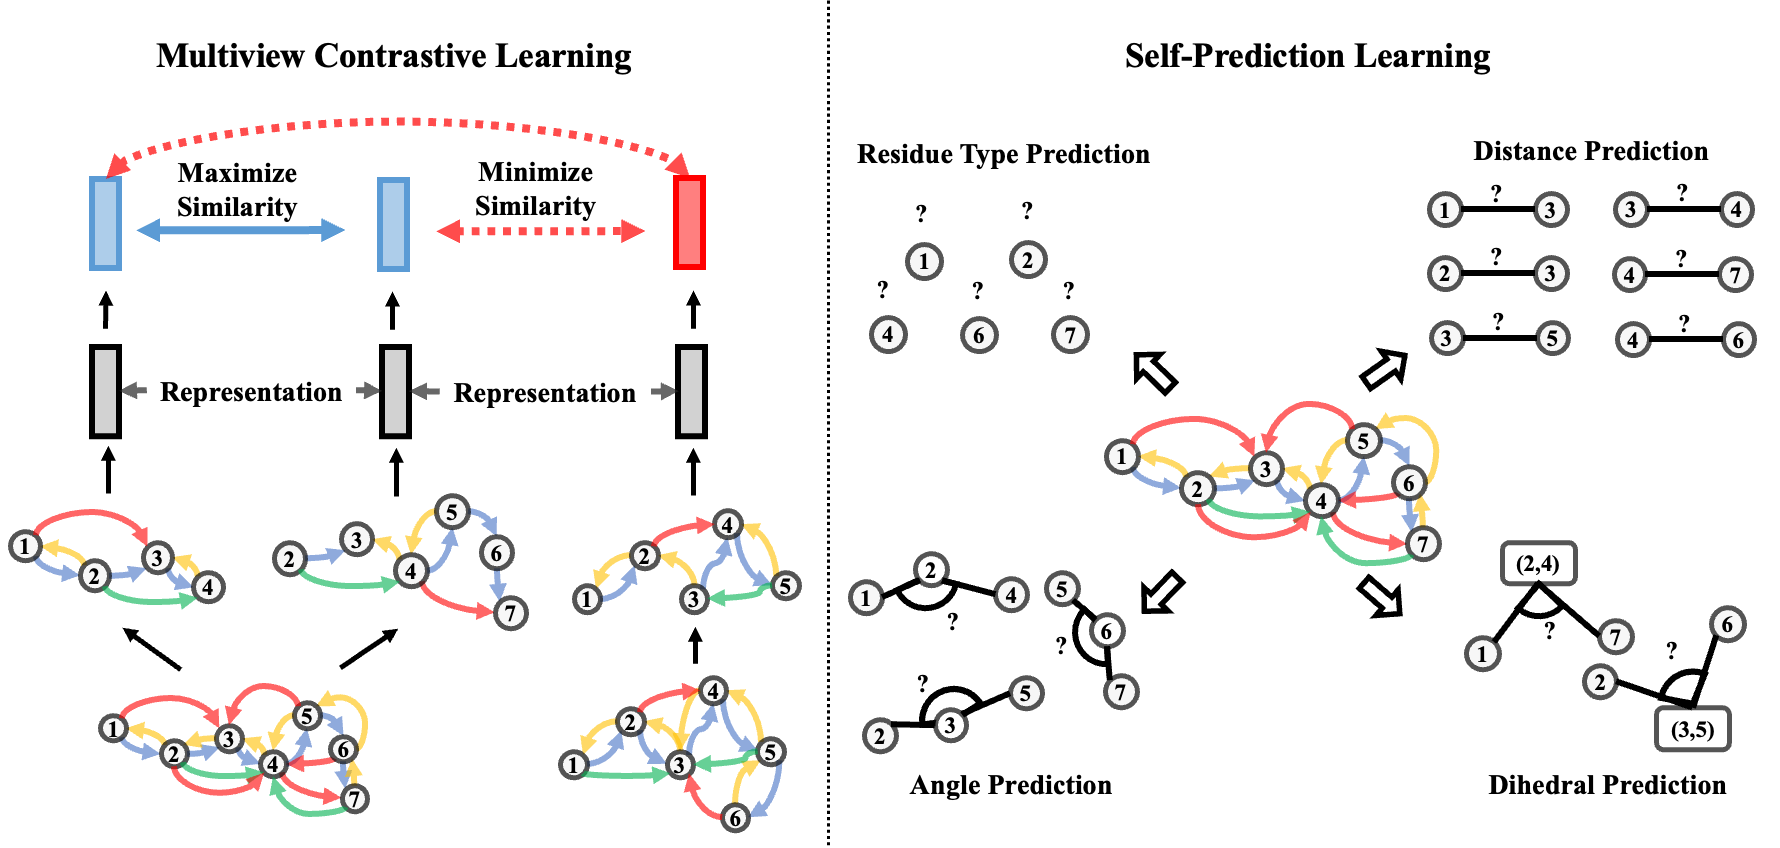 Multiview Contrastive Learning
Maximize
Similarity
Minimize
Similarity
Representation
Representation
1
2
3
4
2
3
4
5
6
7
1
2
3
4
5
1
2
3
4
5
6
7
1
2
3
4
5
6
Self-Prediction Learning
Residue Type Prediction
? ?
1 2
? ? ?
4 6 7
Distance Prediction
? ?
1 3 3 4
? ?
2 3 4 7
? ?
3 5 4 6
1
2
3
4
5
6
7
1 2 4
?
5 6 7
?
2 3 5
?
Angle Prediction
(2,4)
?
1 7
2 6
?
(3,5)
Dihedral Prediction